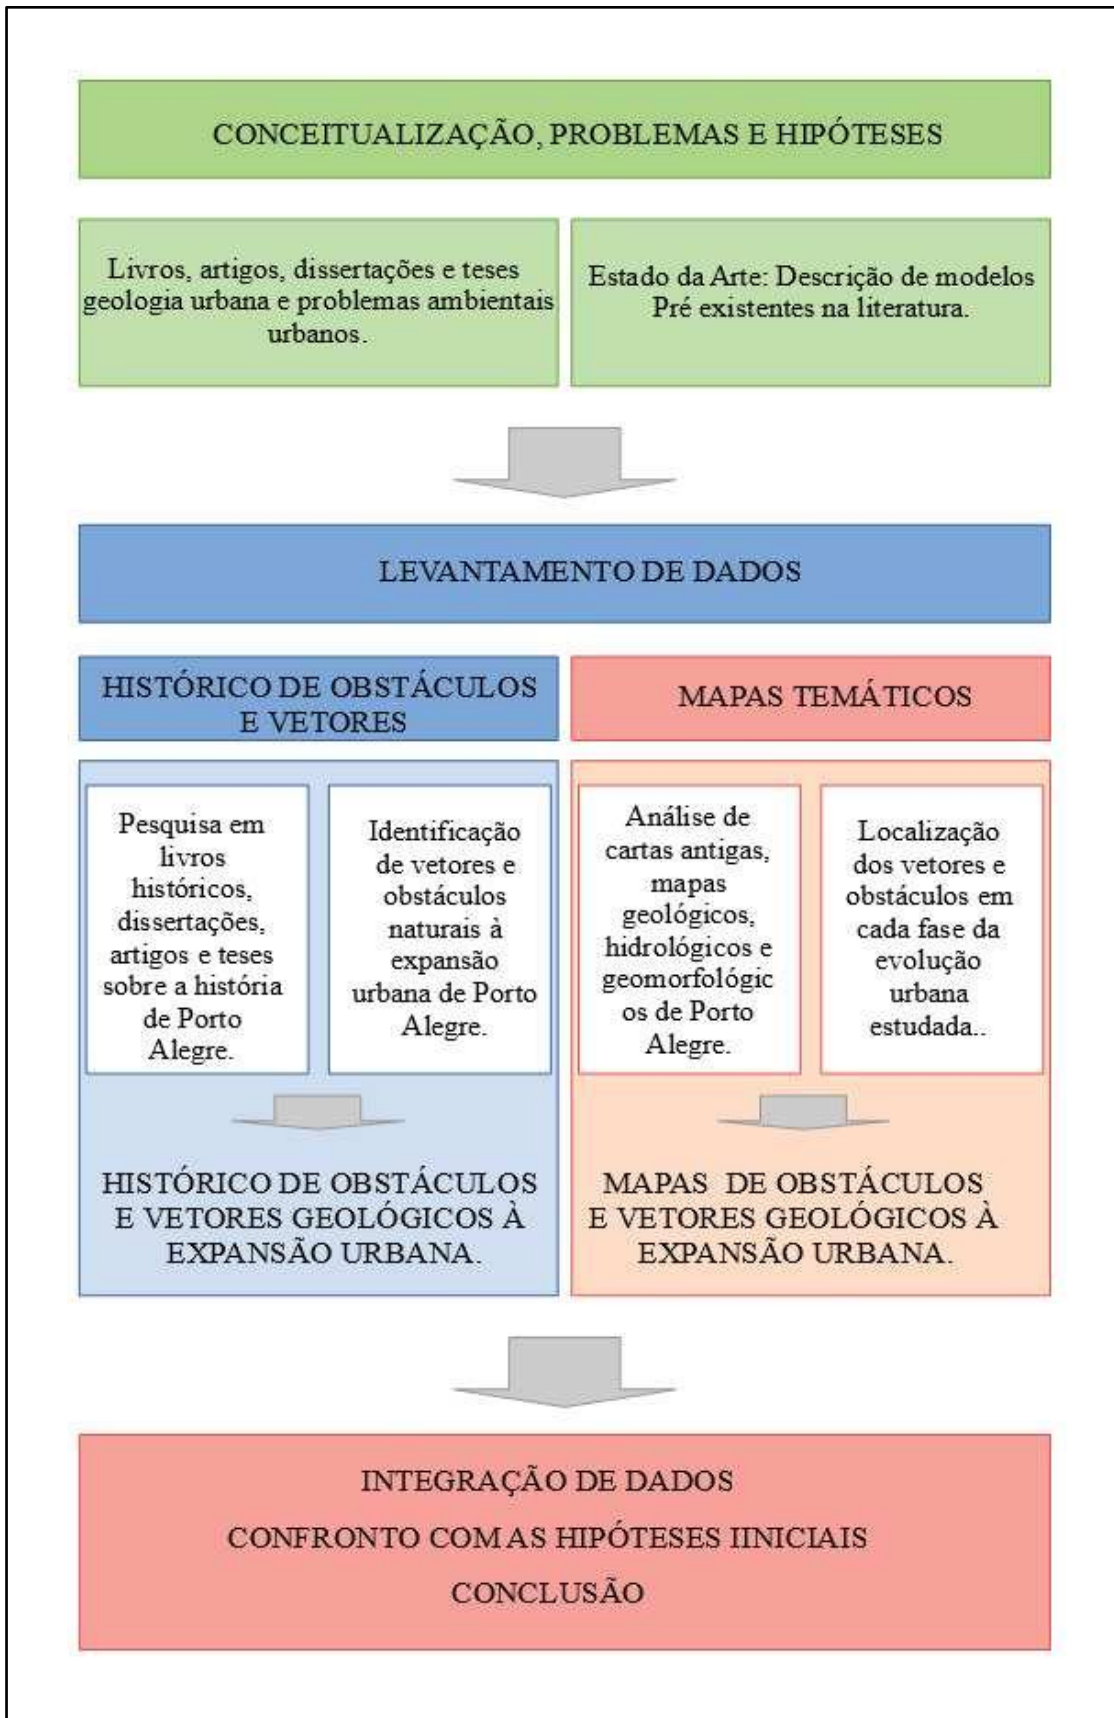 CONCEITUALIZAÇÃO, PROBLEMAS E HIPÓTESES
Livros, artigos, dissertações e teses
geologia urbana e problemas ambientais
urbanos.
Estado da Arte: Descrição de modelos
Pré existentes na literatura.
LEVANTAMENTO DE DADOS
HISTÓRICO DE OBSTÁCULOS
E VETORES
MAPAS TEMÁTICOS
Pesquisa em
livros
históricos,
dissertações,
artigos e teses
sobre a história
de Porto
Alegre.
Identificação
de vetores e
obstáculos
naturais à
expansão
urbana de Porto
Alegre.
Análise de
cartas antigas,
mapas
geológicos,
hidrológicos e
geomorfológic
os de Porto
Alegre.
Localização
dos vetores e
obstáculos em
cada fase da
evolução
urbana
estudada..
HISTÓRICO DE OBSTÁCULOS
E VETORES GEOLÓGICOS À
EXPANSÃO URBANA.
MAPAS DE OBSTÁCULOS
E VETORES GEOLÓGICOS À
EXPANSÃO URBANA.
INTEGRAÇÃO DE DADOS
CONFRONTO COM AS HIPÓTESES IINICIAIS
CONCLUSÃO